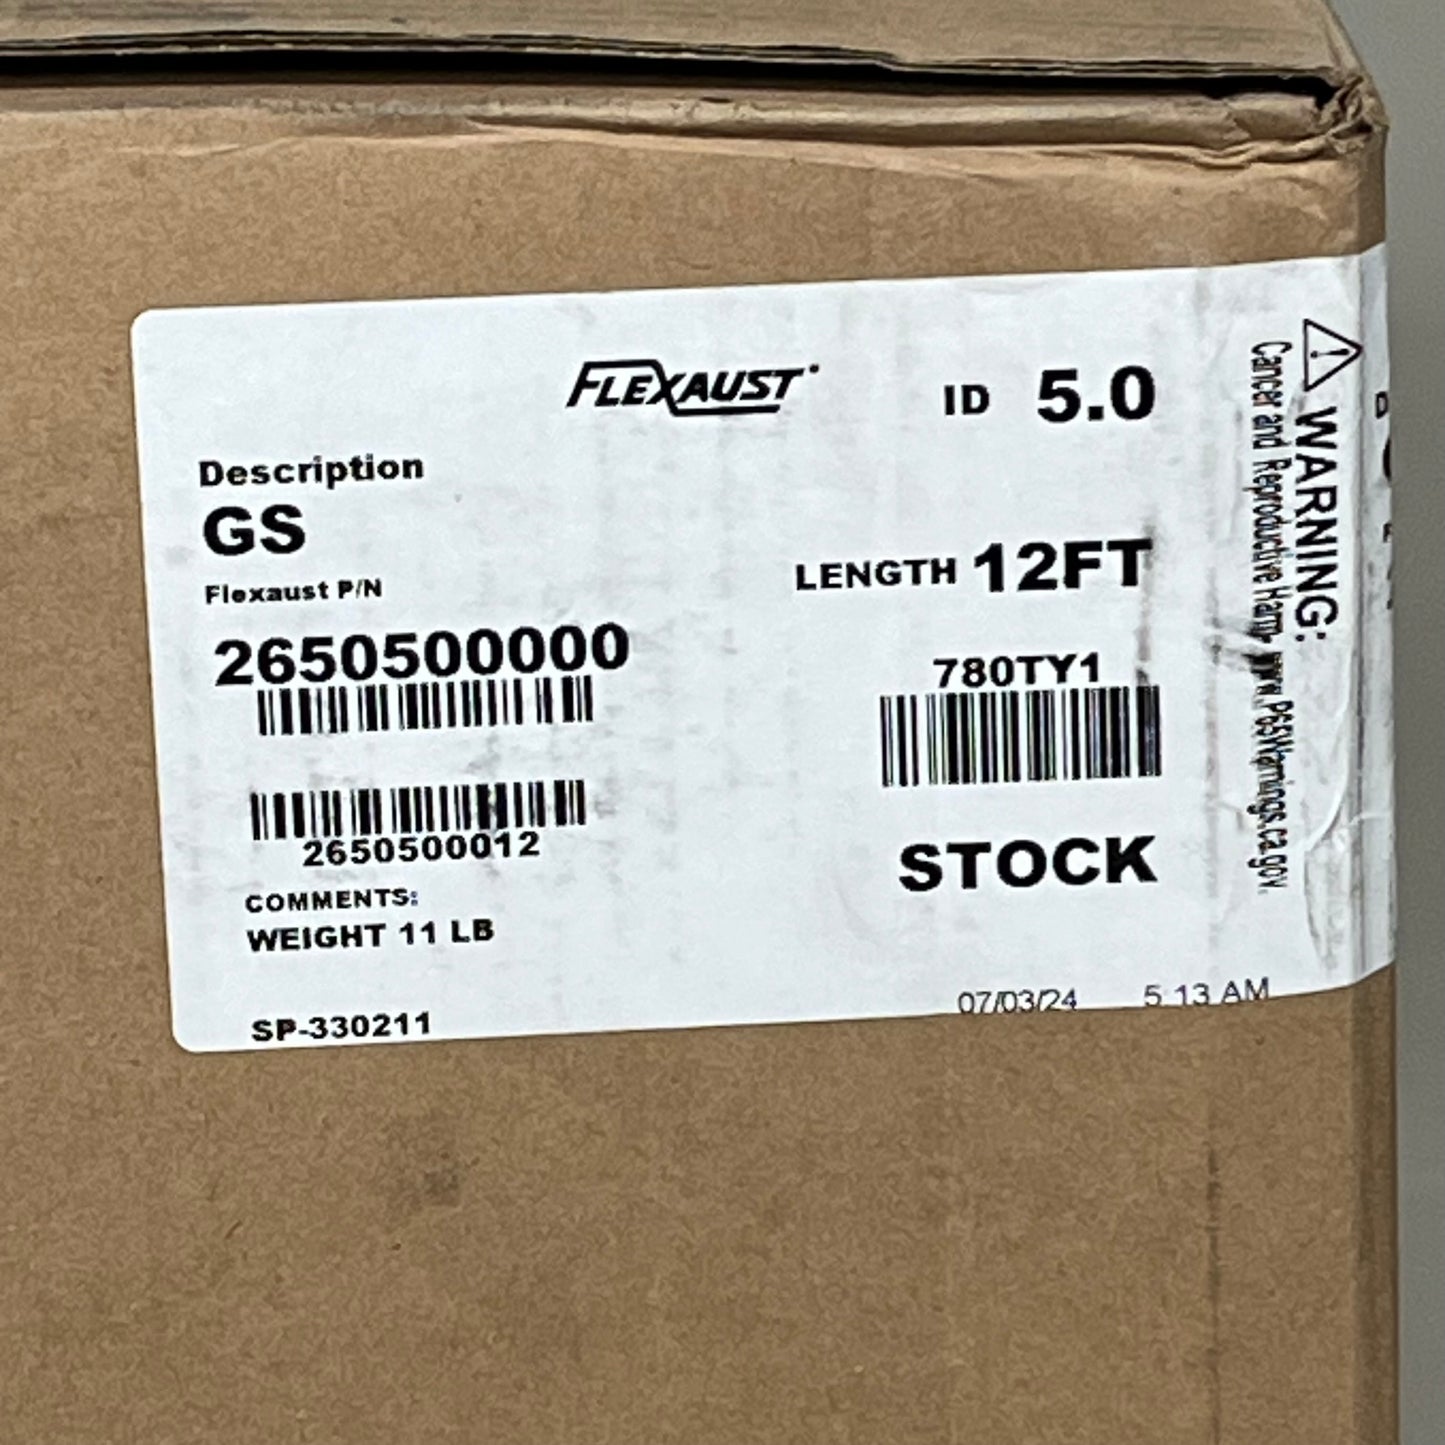 FLEXAUST
ID 5.0
Description
GS
Flexaust P/N
LENGTH 12FT
2650500000
780TY1
2650500012
STOCK
COMMENTS:
WEIGHT 11 LB
SP-330211
07/03/24 5:13 AM
WARNING:
Cancer and Reproductive Harm- www.P65Warnings.ca.gov.